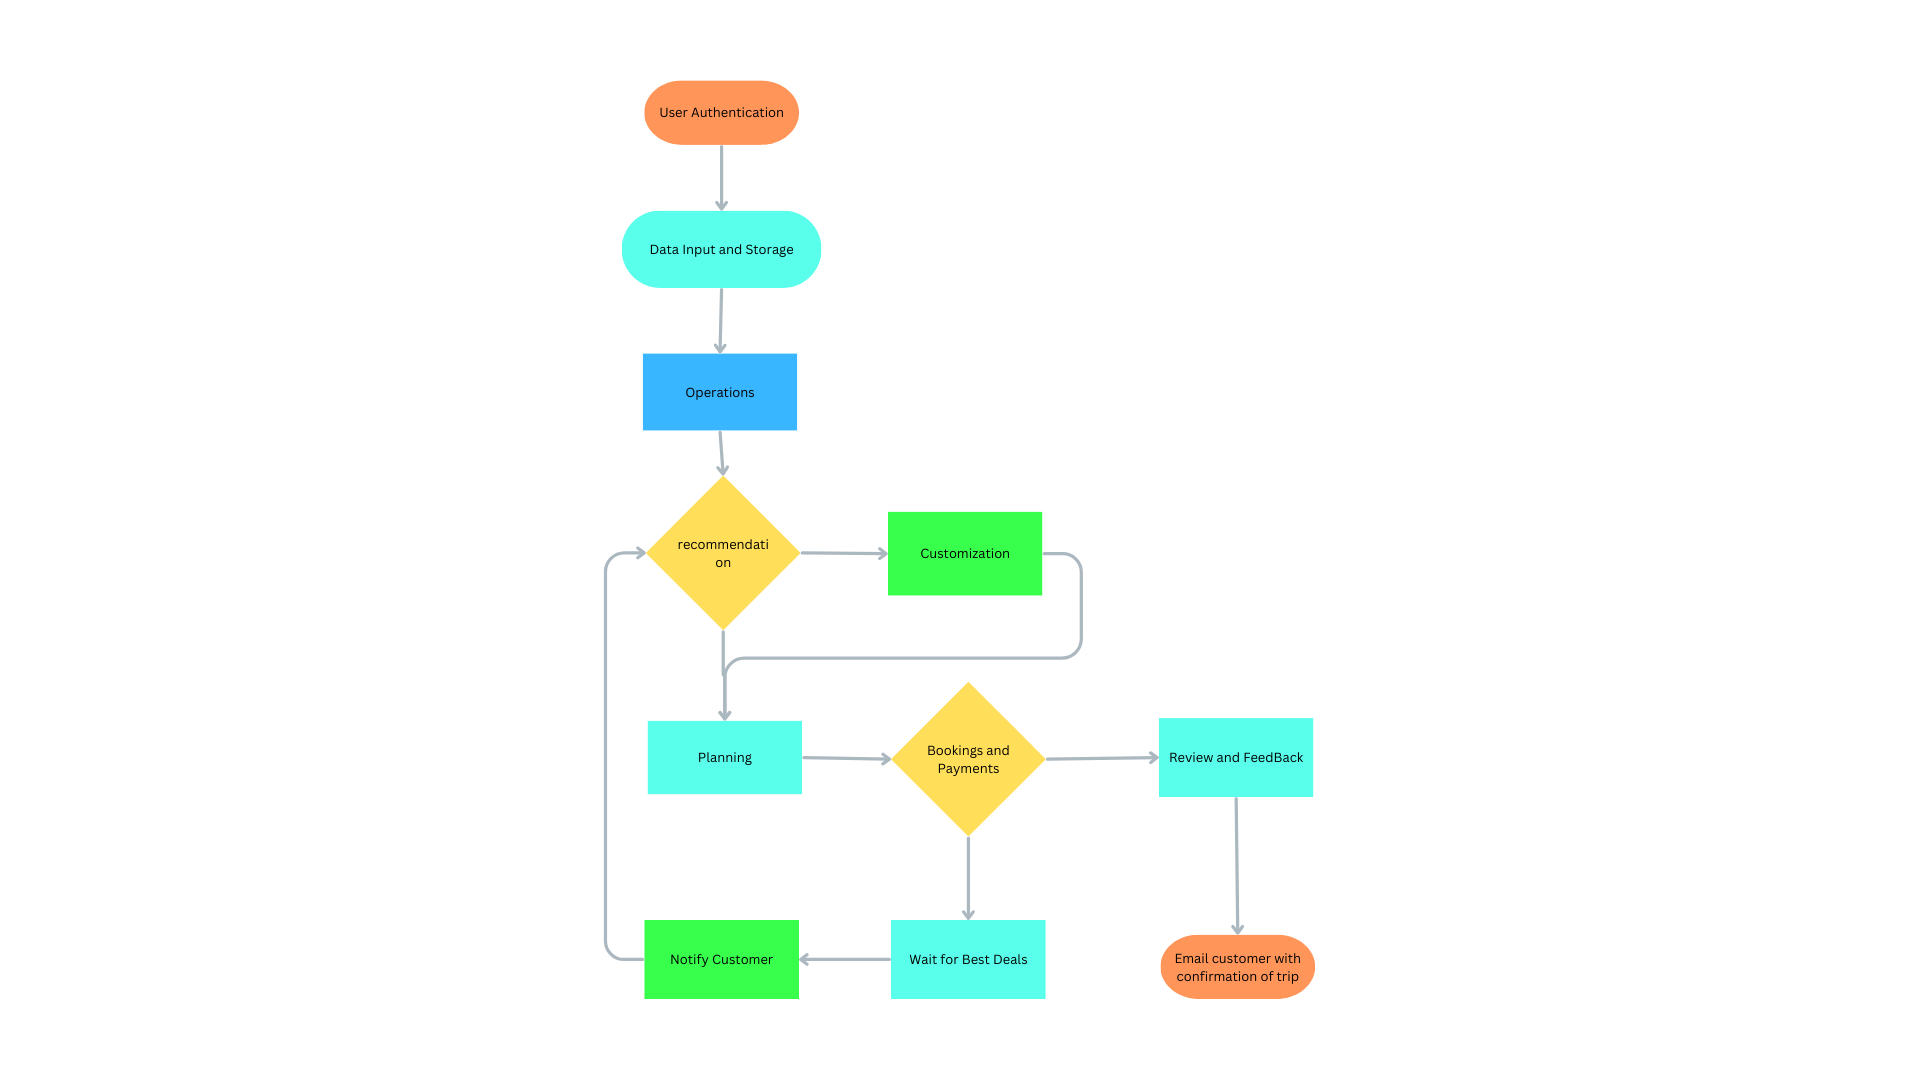 User Authentication
Data Input and Storage
Operations
recommendati
on
Customization
Planning
Bookings and
Payments
Review and FeedBack
Notify Customer
Wait for Best Deals
Email customer with
confirmation of trip